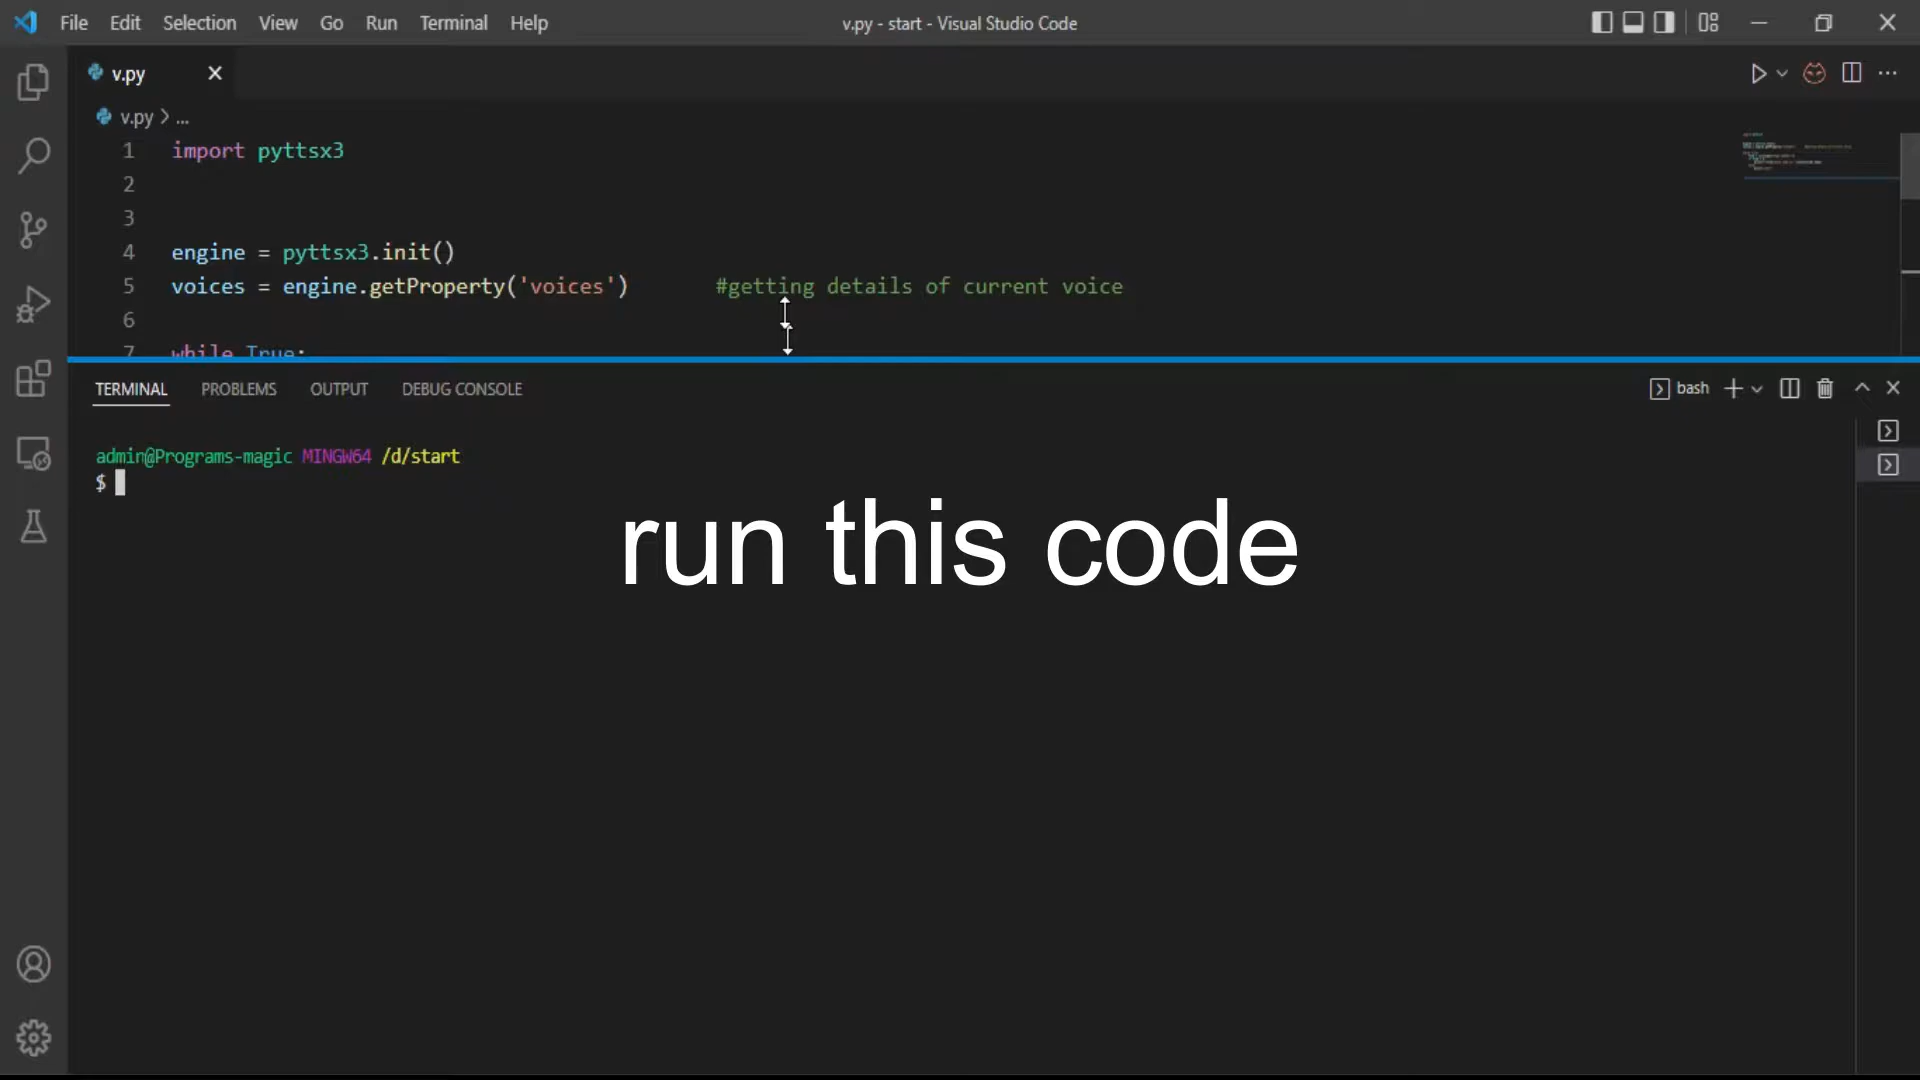 File Edit Selection View Go Run Terminal Help v.py - start - Visual Studio Code
v.py
v.py > ...
1 import pyttsx3
2
3
4 engine = pyttsx3.init()
5 voices = engine.getProperty('voices') #getting details of current voice
6
7 while True:
TERMINAL PROBLEMS OUTPUT DEBUG CONSOLE bash
admin@Programs-magic MINGW64 /d/start
$
run this code